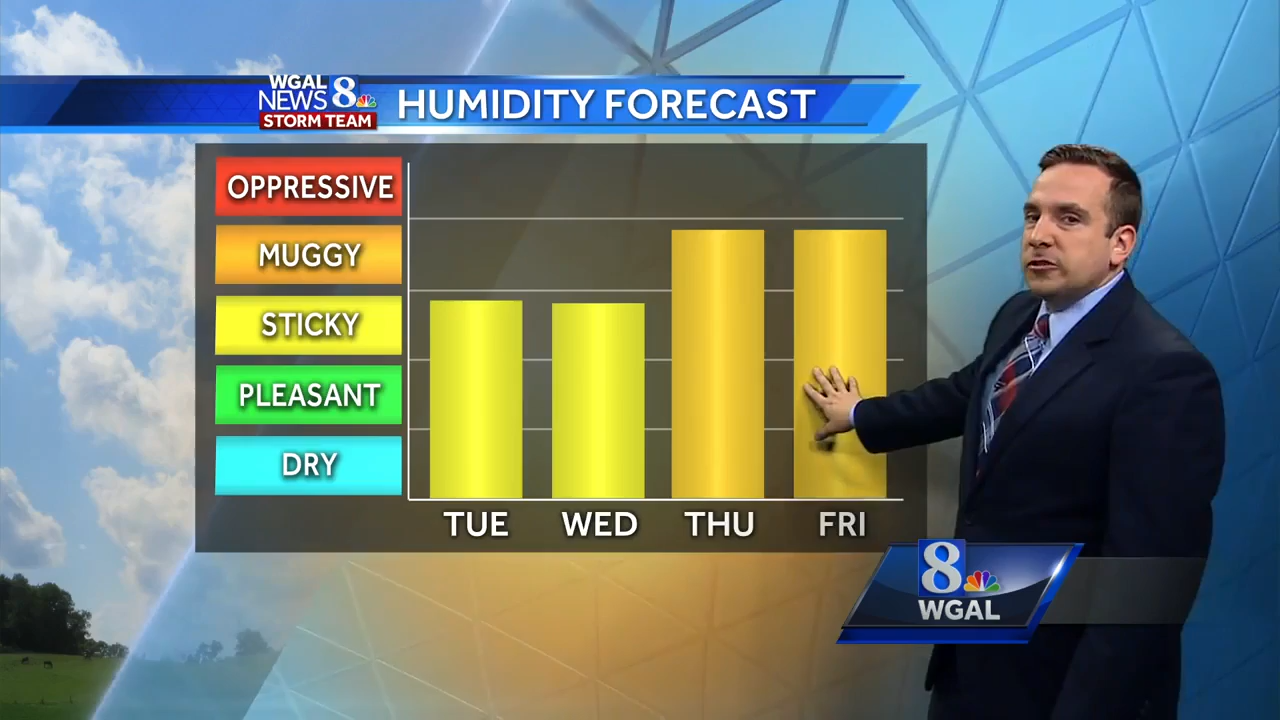 WGAL
NEWS 8
STORM TEAM
HUMIDITY FORECAST
OPPRESSIVE
MUGGY
STICKY
PLEASANT
DRY
TUE WED THU FRI
8
WGAL